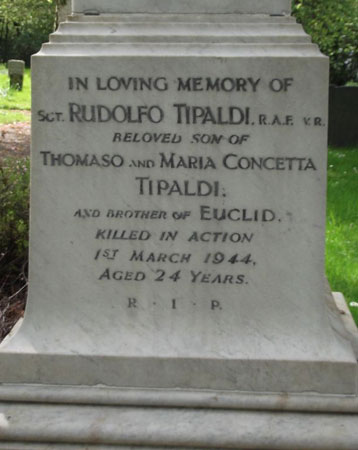 IN LOVING MEMORY OF
SGT. RUDOLFO TIPALDI, R.A.F. V.R.
BELOVED SON OF
THOMASO AND MARIA CONCETTA
TIPALDI;
AND BROTHER OF EUCLID.
KILLED IN ACTION
1ST MARCH 1944.
AGED 24 YEARS.
R · I · P.